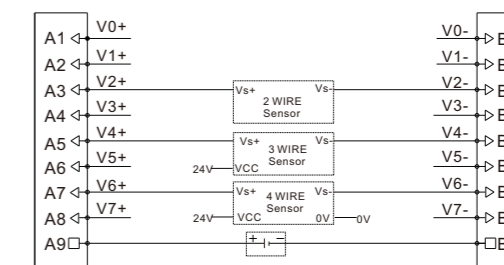 A1 V0+ V0- B
A2 V1+ V1- B
A3 V2+ Vs+ 2 WIRE Sensor Vs- V2- B
A4 V3+ V3- B
A5 V4+ Vs+ 3 WIRE Sensor Vs- V4- B
A6 V5+ 24V VCC V5- B
A7 V6+ Vs+ 4 WIRE Sensor Vs- V6- B
A8 V7+ 24V VCC 0V 0V V7- B
A9 + - B